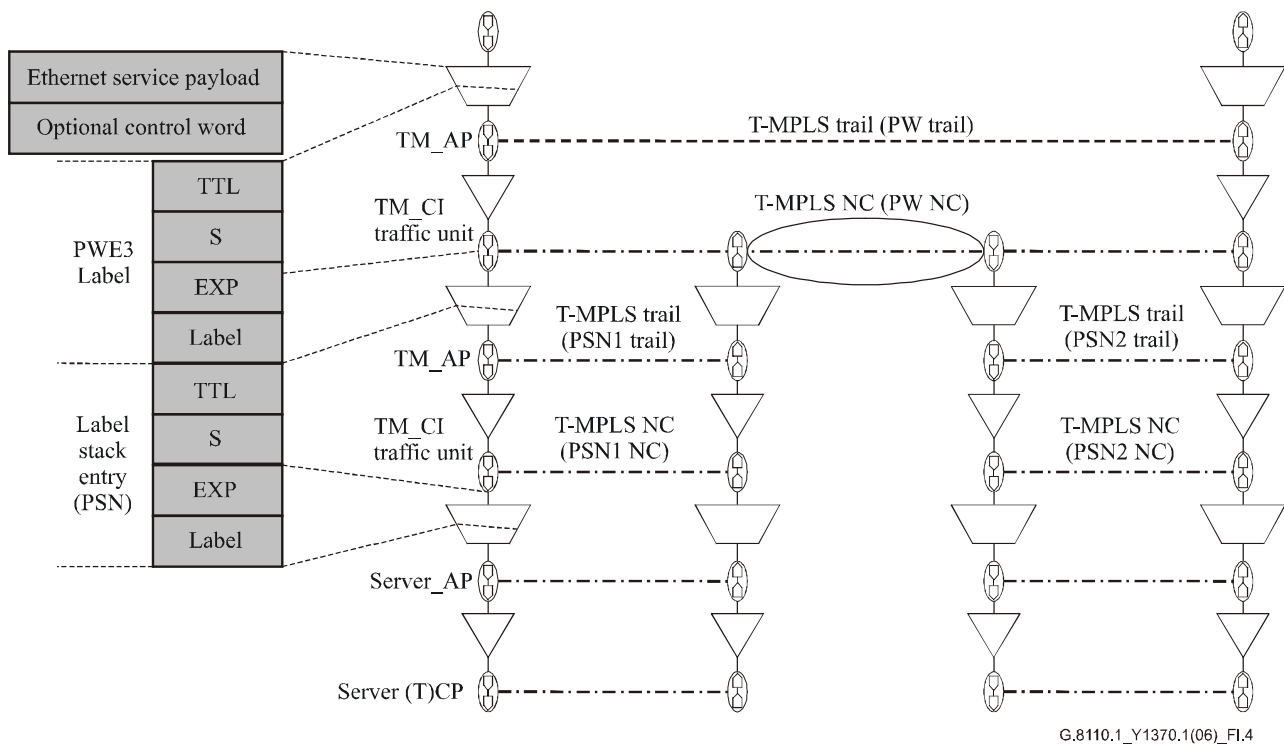 Ethernet service payload
Optional control word
TTL
S
EXP
Label
PWE3
Label
TTL
S
EXP
Label
Label
stack
entry
(PSN)
TM_AP
T-MPLS trail (PW trail)
TM_CI
traffic unit
T-MPLS NC (PW NC)
T-MPLS trail
(PSN1 trail)
T-MPLS trail
(PSN2 trail)
TM_AP
TM_CI
traffic unit
T-MPLS NC
(PSN1 NC)
T-MPLS NC
(PSN2 NC)
Server_AP
Server (T)CP
G.8110.1_Y1370.1(06)_FI.4